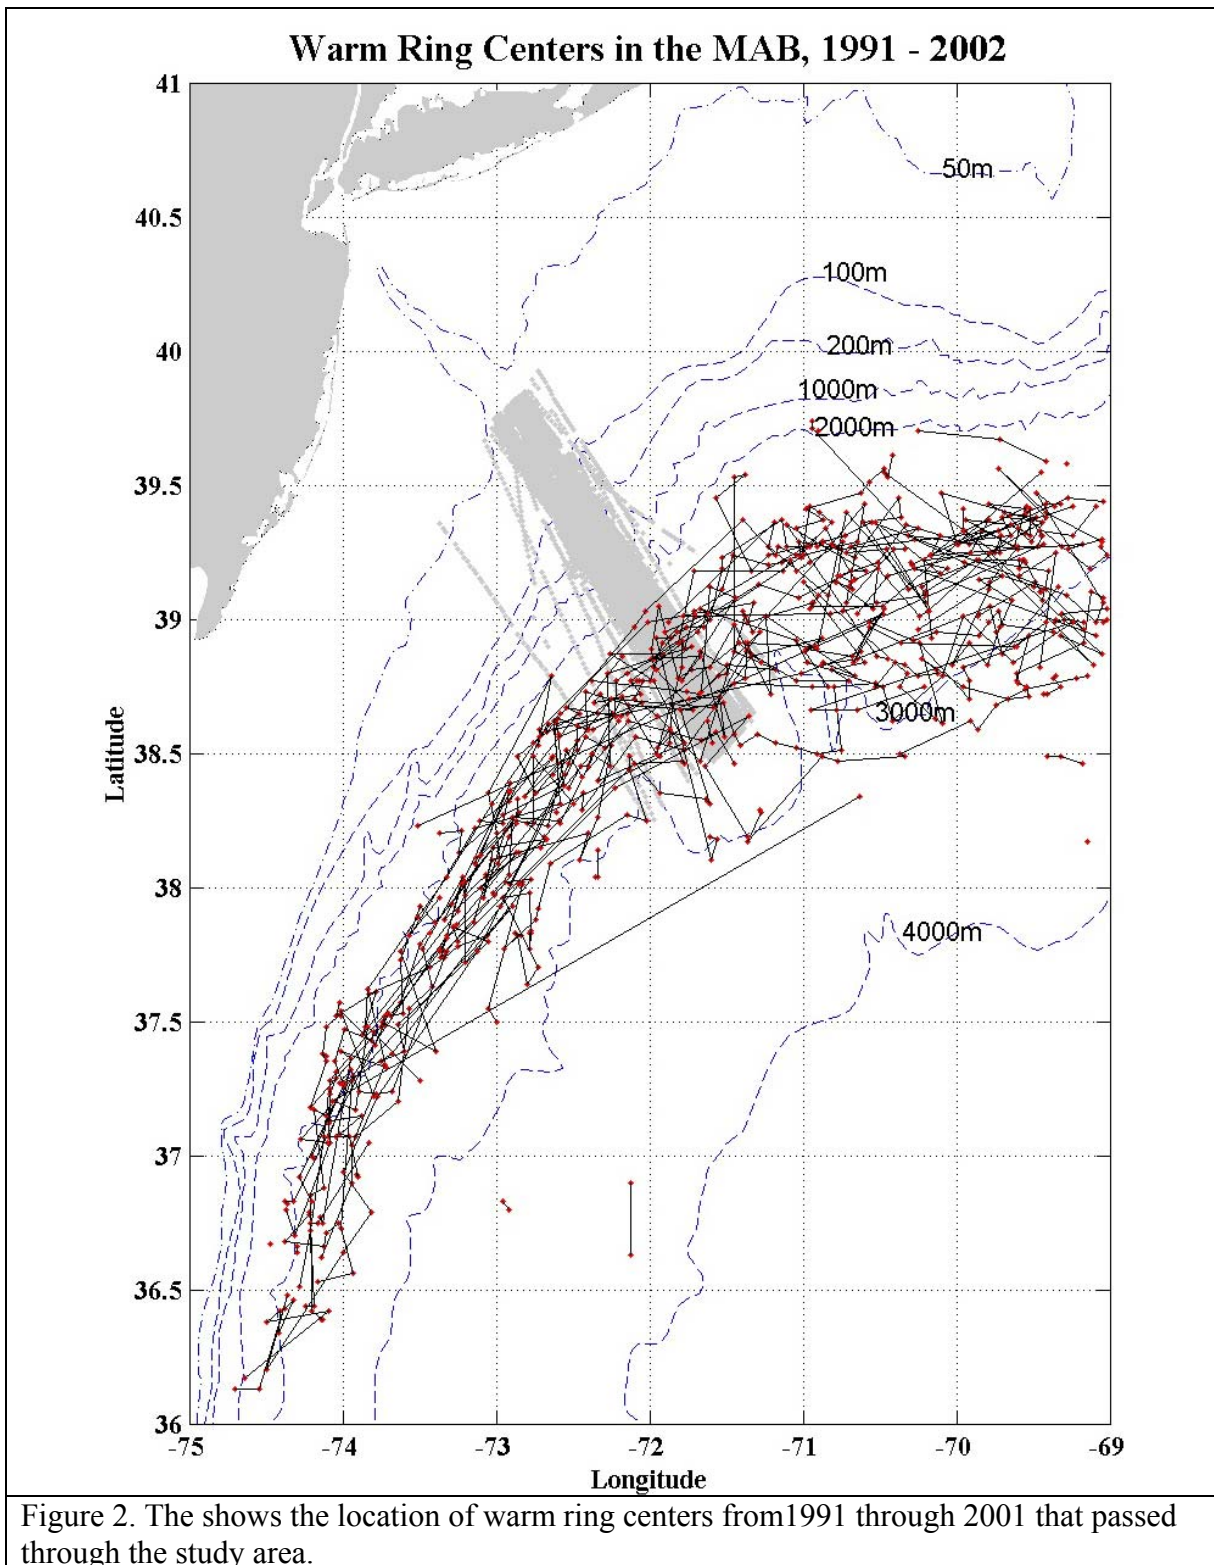 Warm Ring Centers in the MAB, 1991 - 2002
41
50m
40.5
100m
40
200m
1000m
2000m
39.5
39
3000m
38.5
Latitude
38
4000m
37.5
37
36.5
36
-75 -74 -73 -72 -71 -70 -69
Longitude
Figure 2. The shows the location of warm ring centers from1991 through 2001 that passed
through the study area.